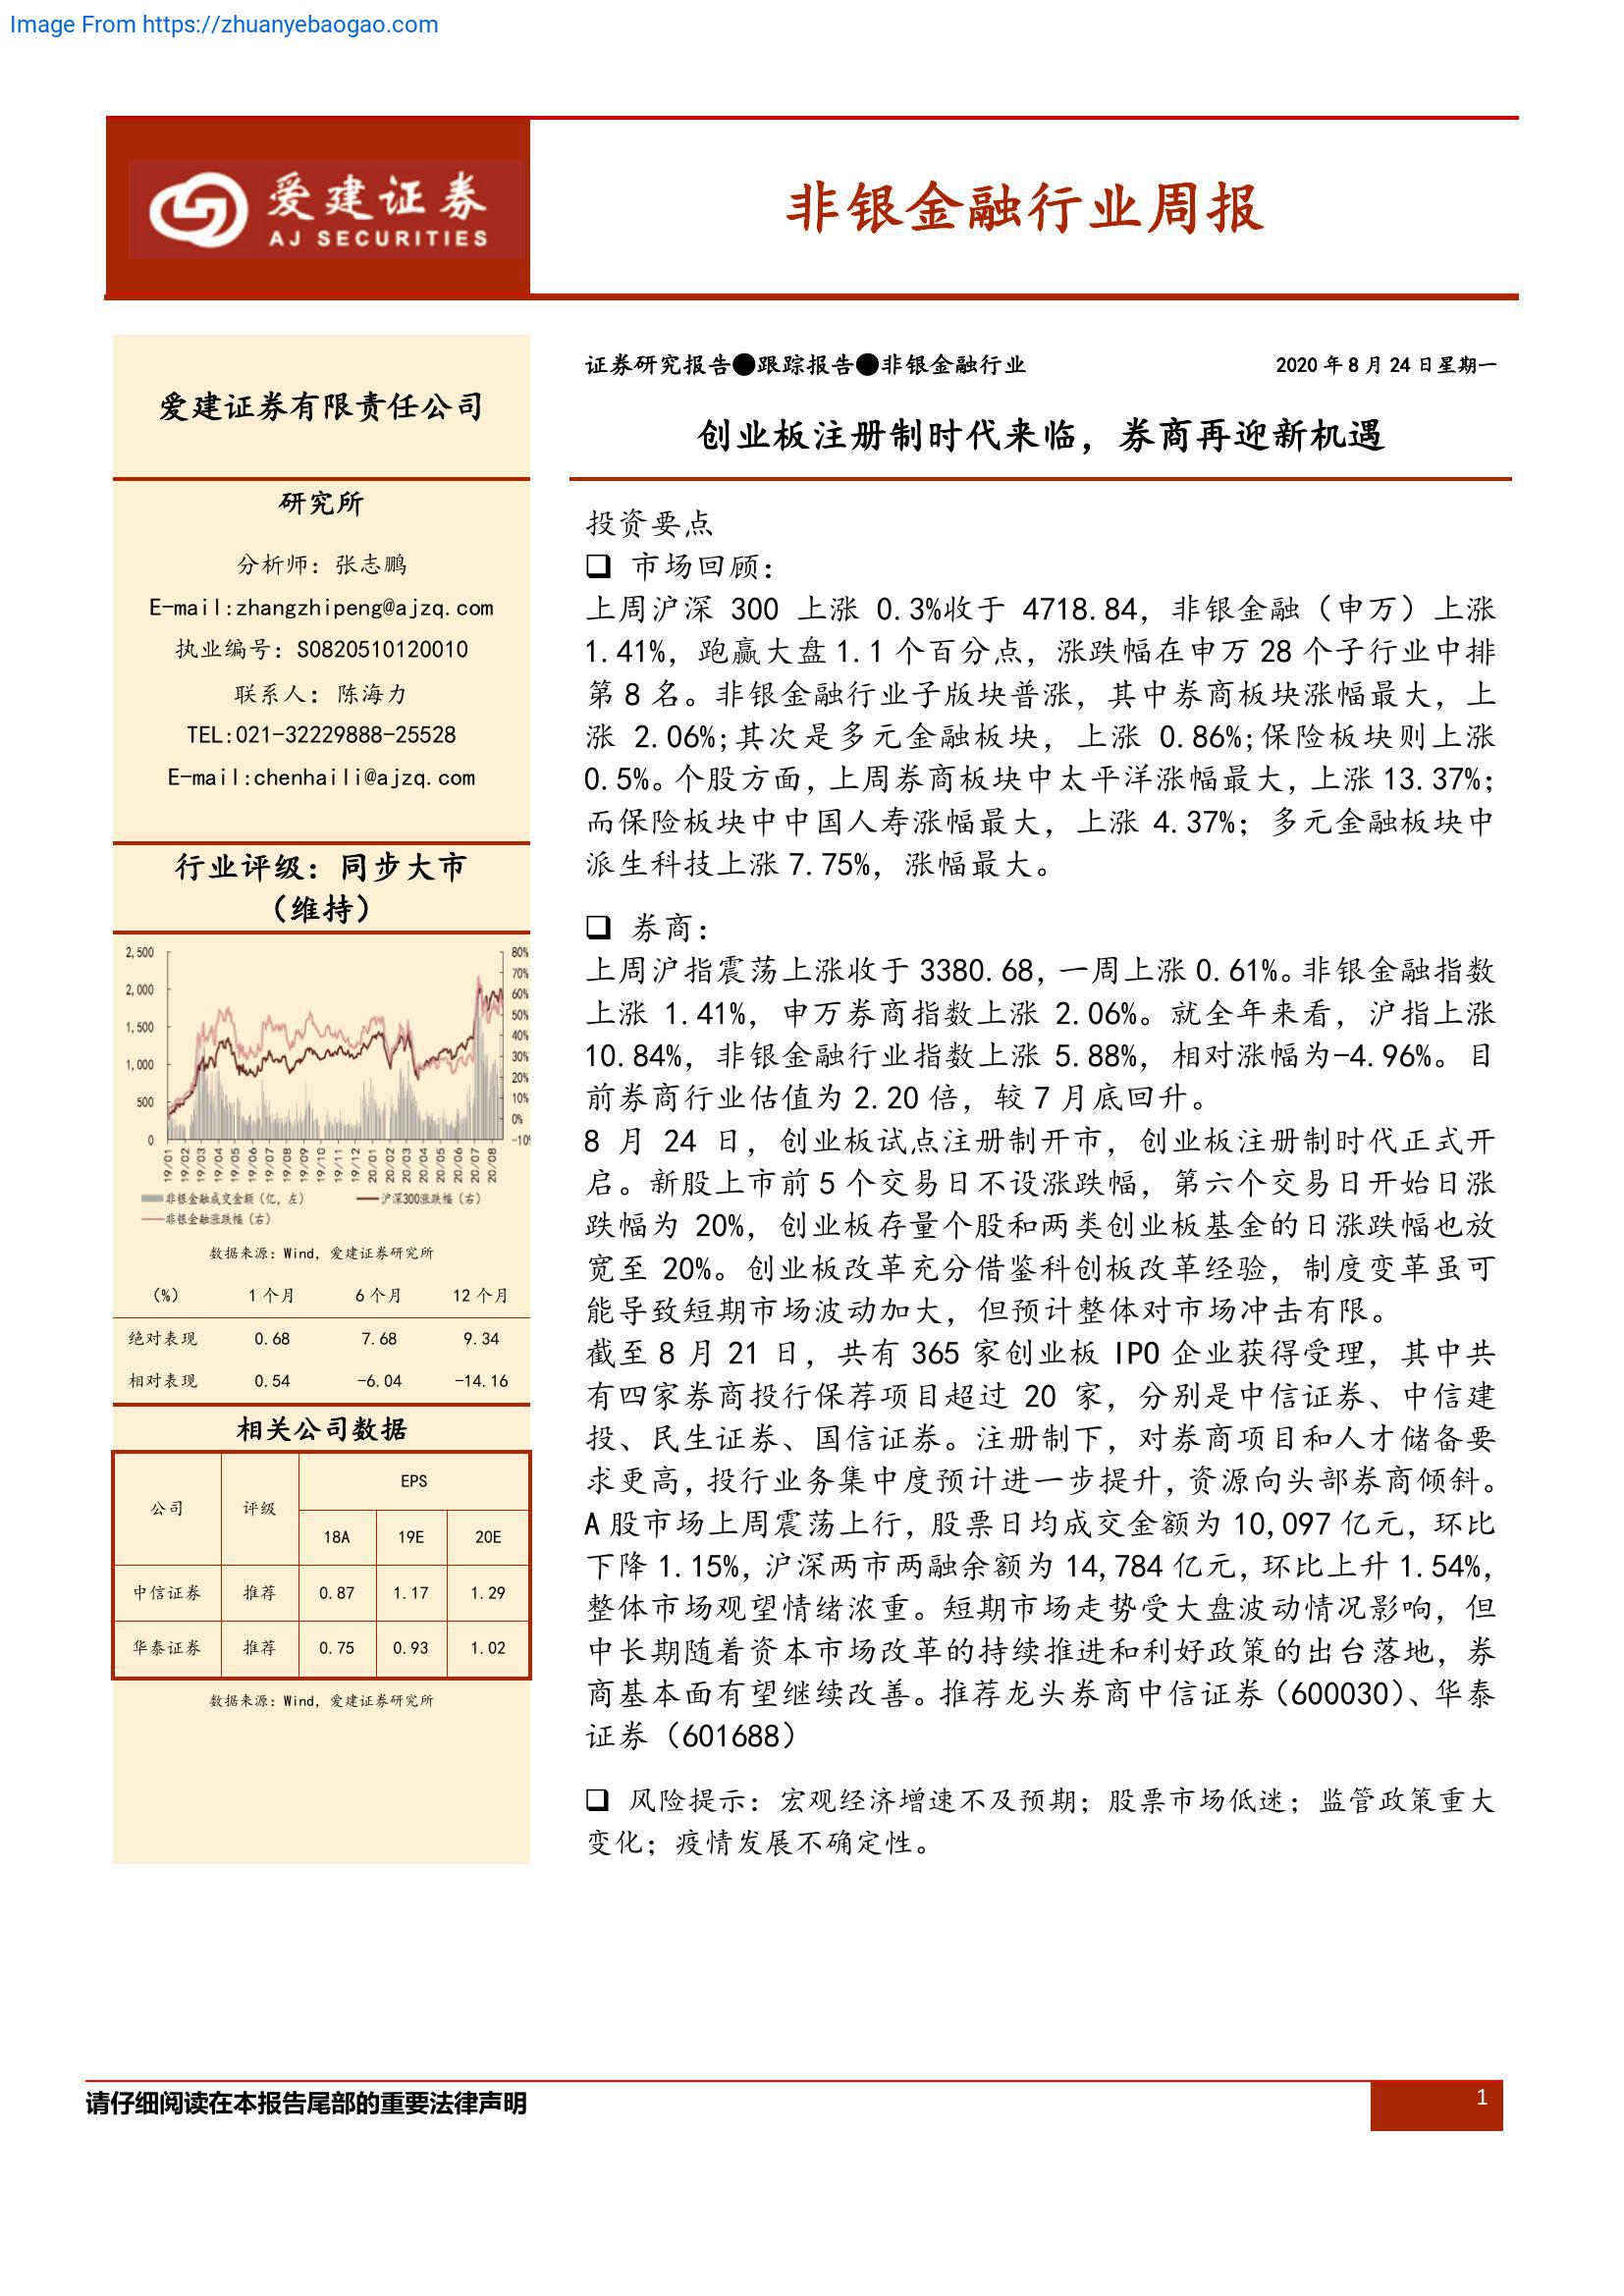 Image From https://zhuanyebaogao.com
爱建证券
AJ SECURITIES
非银金融行业周报
爱建证券有限责任公司
研究所
分析师：张志鹏
E-mail:zhangzhipeng@ajzq.com
执业编号：S0820510120010
联系人：陈海力
TEL:021-32229888-25528
E-mail:chenhaili@ajzq.com
行业评级：同步大市
（维持）
2,500
2,000
1,500
1,000
500
0
80%
70%
60%
50%
40%
30%
20%
10%
0%
-10%
19/01
19/02
19/03
19/04
19/05
19/06
19/07
19/08
19/09
19/10
19/11
19/12
20/01
20/02
20/03
20/04
20/05
20/06
20/07
20/08
非银金融成交金额（亿，左） 沪深300涨跌幅（右）
非银金融涨跌幅（右）
数据来源：Wind，爱建证券研究所
（%） 1 个月 6 个月 12 个月
绝对表现 0.68 7.68 9.34
相对表现 0.54 -6.04 -14.16
相关公司数据
公司 评级 EPS
18A 19E 20E
中信证券 推荐 0.87 1.17 1.29
华泰证券 推荐 0.75 0.93 1.02
数据来源：Wind，爱建证券研究所
证券研究报告●跟踪报告●非银金融行业 2020 年 8 月 24 日星期一
创业板注册制时代来临，券商再迎新机遇
投资要点
❑ 市场回顾：
上周沪深 300 上涨 0.3%收于 4718.84，非银金融（申万）上涨
1.41%，跑赢大盘 1.1 个百分点，涨跌幅在申万 28 个子行业中排
第 8 名。非银金融行业子版块普涨，其中券商板块涨幅最大，上
涨 2.06%;其次是多元金融板块，上涨 0.86%;保险板块则上涨
0.5%。个股方面，上周券商板块中太平洋涨幅最大，上涨 13.37%；
而保险板块中中国人寿涨幅最大，上涨 4.37%；多元金融板块中
派生科技上涨 7.75%，涨幅最大。
❑ 券商：
上周沪指震荡上涨收于 3380.68，一周上涨 0.61%。非银金融指数
上涨 1.41%，申万券商指数上涨 2.06%。就全年来看，沪指上涨
10.84%，非银金融行业指数上涨 5.88%，相对涨幅为-4.96%。目
前券商行业估值为 2.20 倍，较 7 月底回升。
8 月 24 日，创业板试点注册制开市，创业板注册制时代正式开
启。新股上市前 5 个交易日不设涨跌幅，第六个交易日开始日涨
跌幅为 20%，创业板存量个股和两类创业板基金的日涨跌幅也放
宽至 20%。创业板改革充分借鉴科创板改革经验，制度变革虽可
能导致短期市场波动加大，但预计整体对市场冲击有限。
截至 8 月 21 日，共有 365 家创业板 IPO 企业获得受理，其中共
有四家券商投行保荐项目超过 20 家，分别是中信证券、中信建
投、民生证券、国信证券。注册制下，对券商项目和人才储备要
求更高，投行业务集中度预计进一步提升，资源向头部券商倾斜。
A 股市场上周震荡上行，股票日均成交金额为 10,097 亿元，环比
下降 1.15%，沪深两市两融余额为 14,784 亿元，环比上升 1.54%，
整体市场观望情绪浓重。短期市场走势受大盘波动情况影响，但
中长期随着资本市场改革的持续推进和利好政策的出台落地，券
商基本面有望继续改善。推荐龙头券商中信证券（600030）、华泰
证券（601688）
❑ 风险提示：宏观经济增速不及预期；股票市场低迷；监管政策重大
变化；疫情发展不确定性。
请仔细阅读在本报告尾部的重要法律声明
1